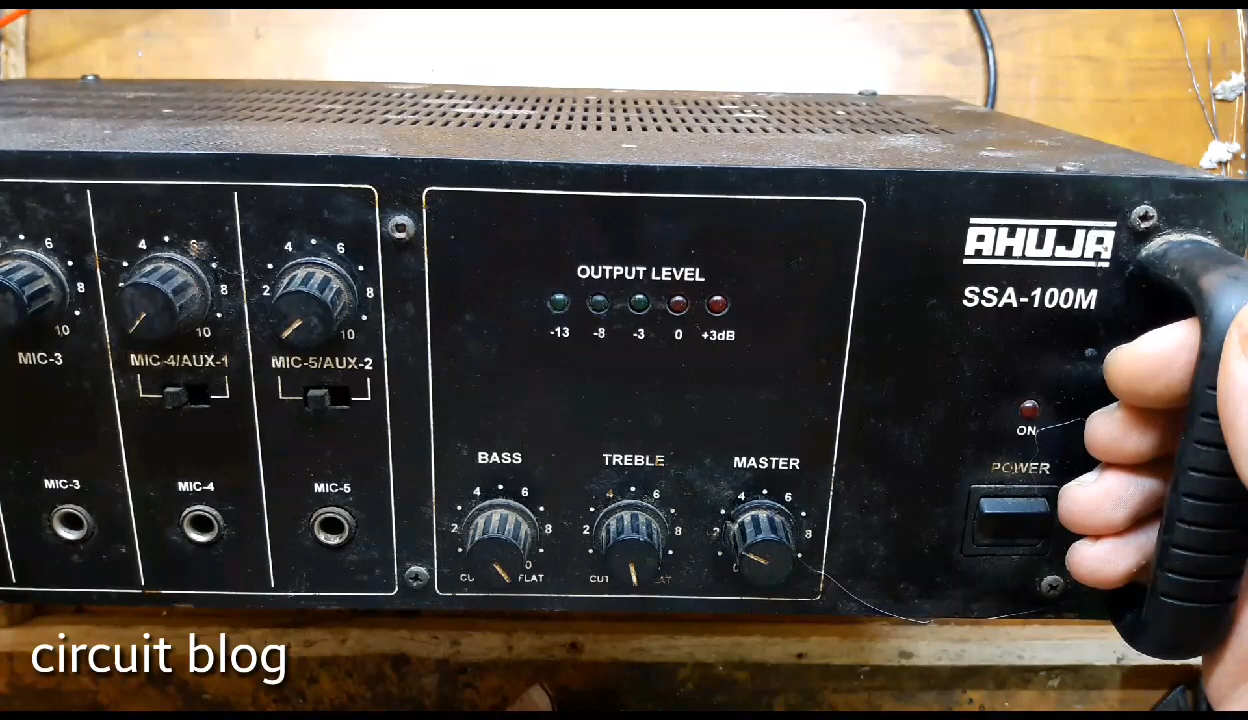 AHUJA
SSA-100M
OUTPUT LEVEL
-13 -8 -3 0 +3dB
6
8
10
MIC-3
4 6
8
10
MIC-4/AUX-1
4 6
2 8
10
MIC-5/AUX-2
ON
POWER
BASS
4 6
2 8
FLAT
TREBLE
4 6
2 8
CUT
MASTER
4 6
2 8
0
MIC-3
MIC-4
MIC-5
circuit blog